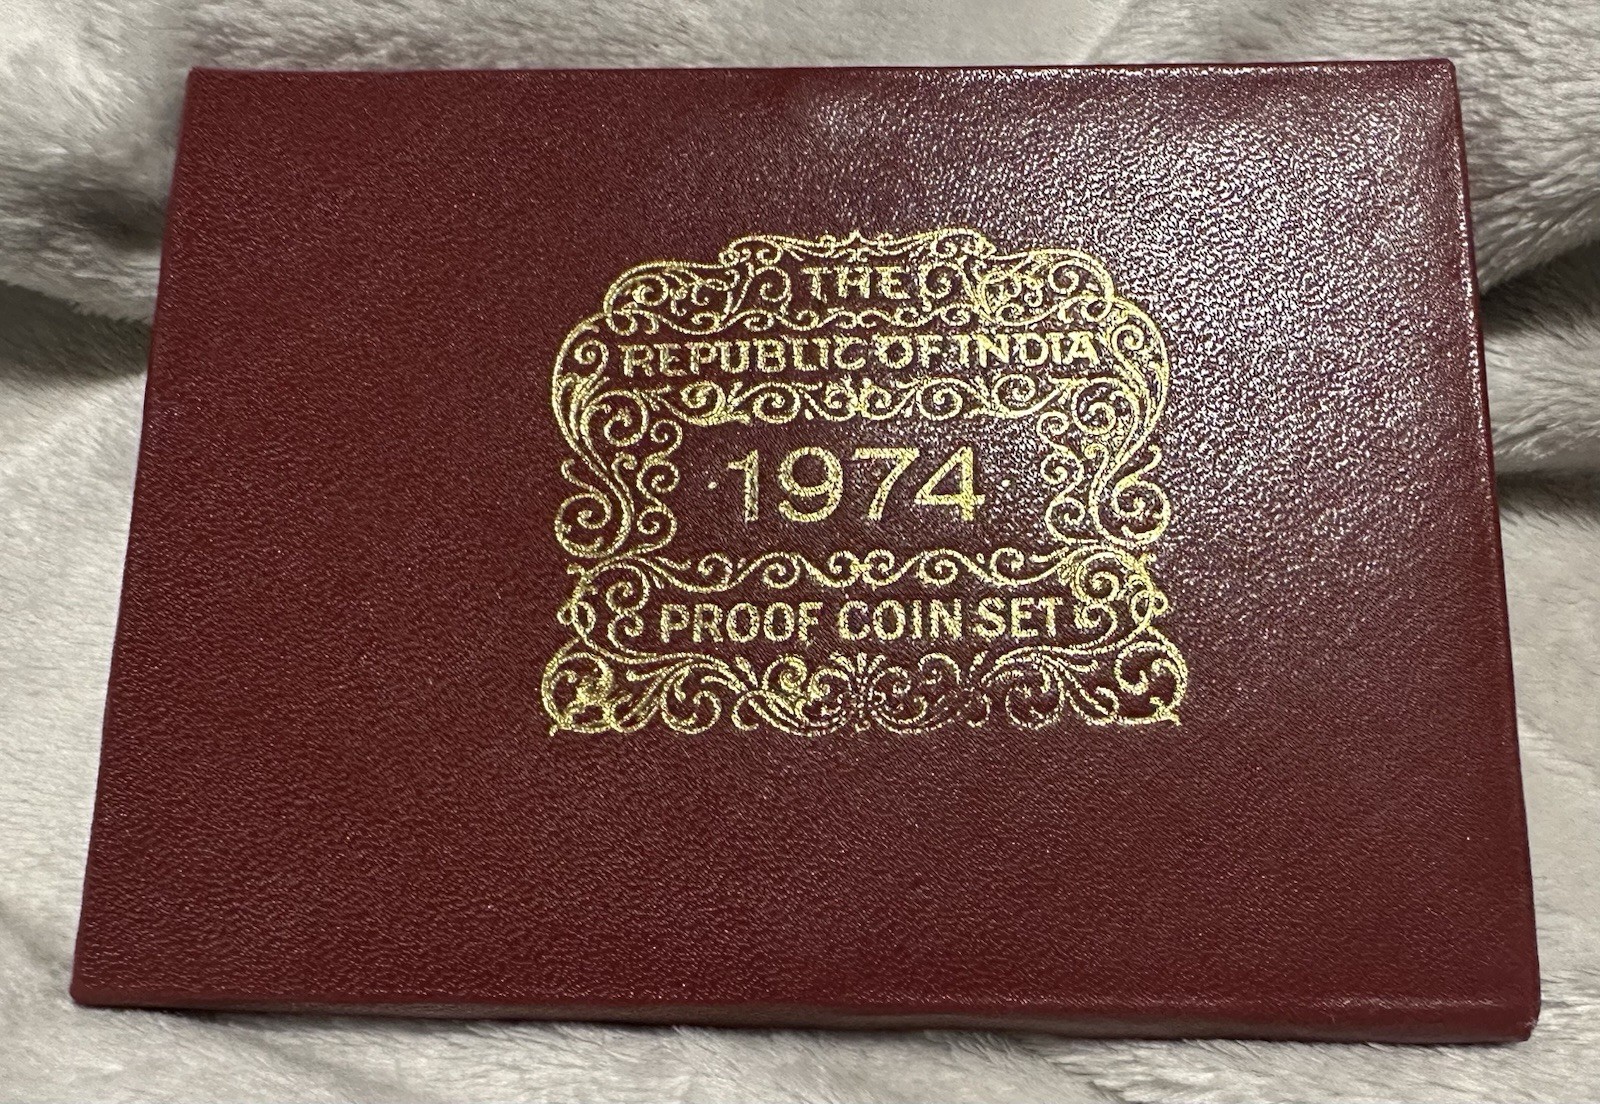 THE
REPUBLIC OF INDIA
· 1974 ·
PROOF COIN SET